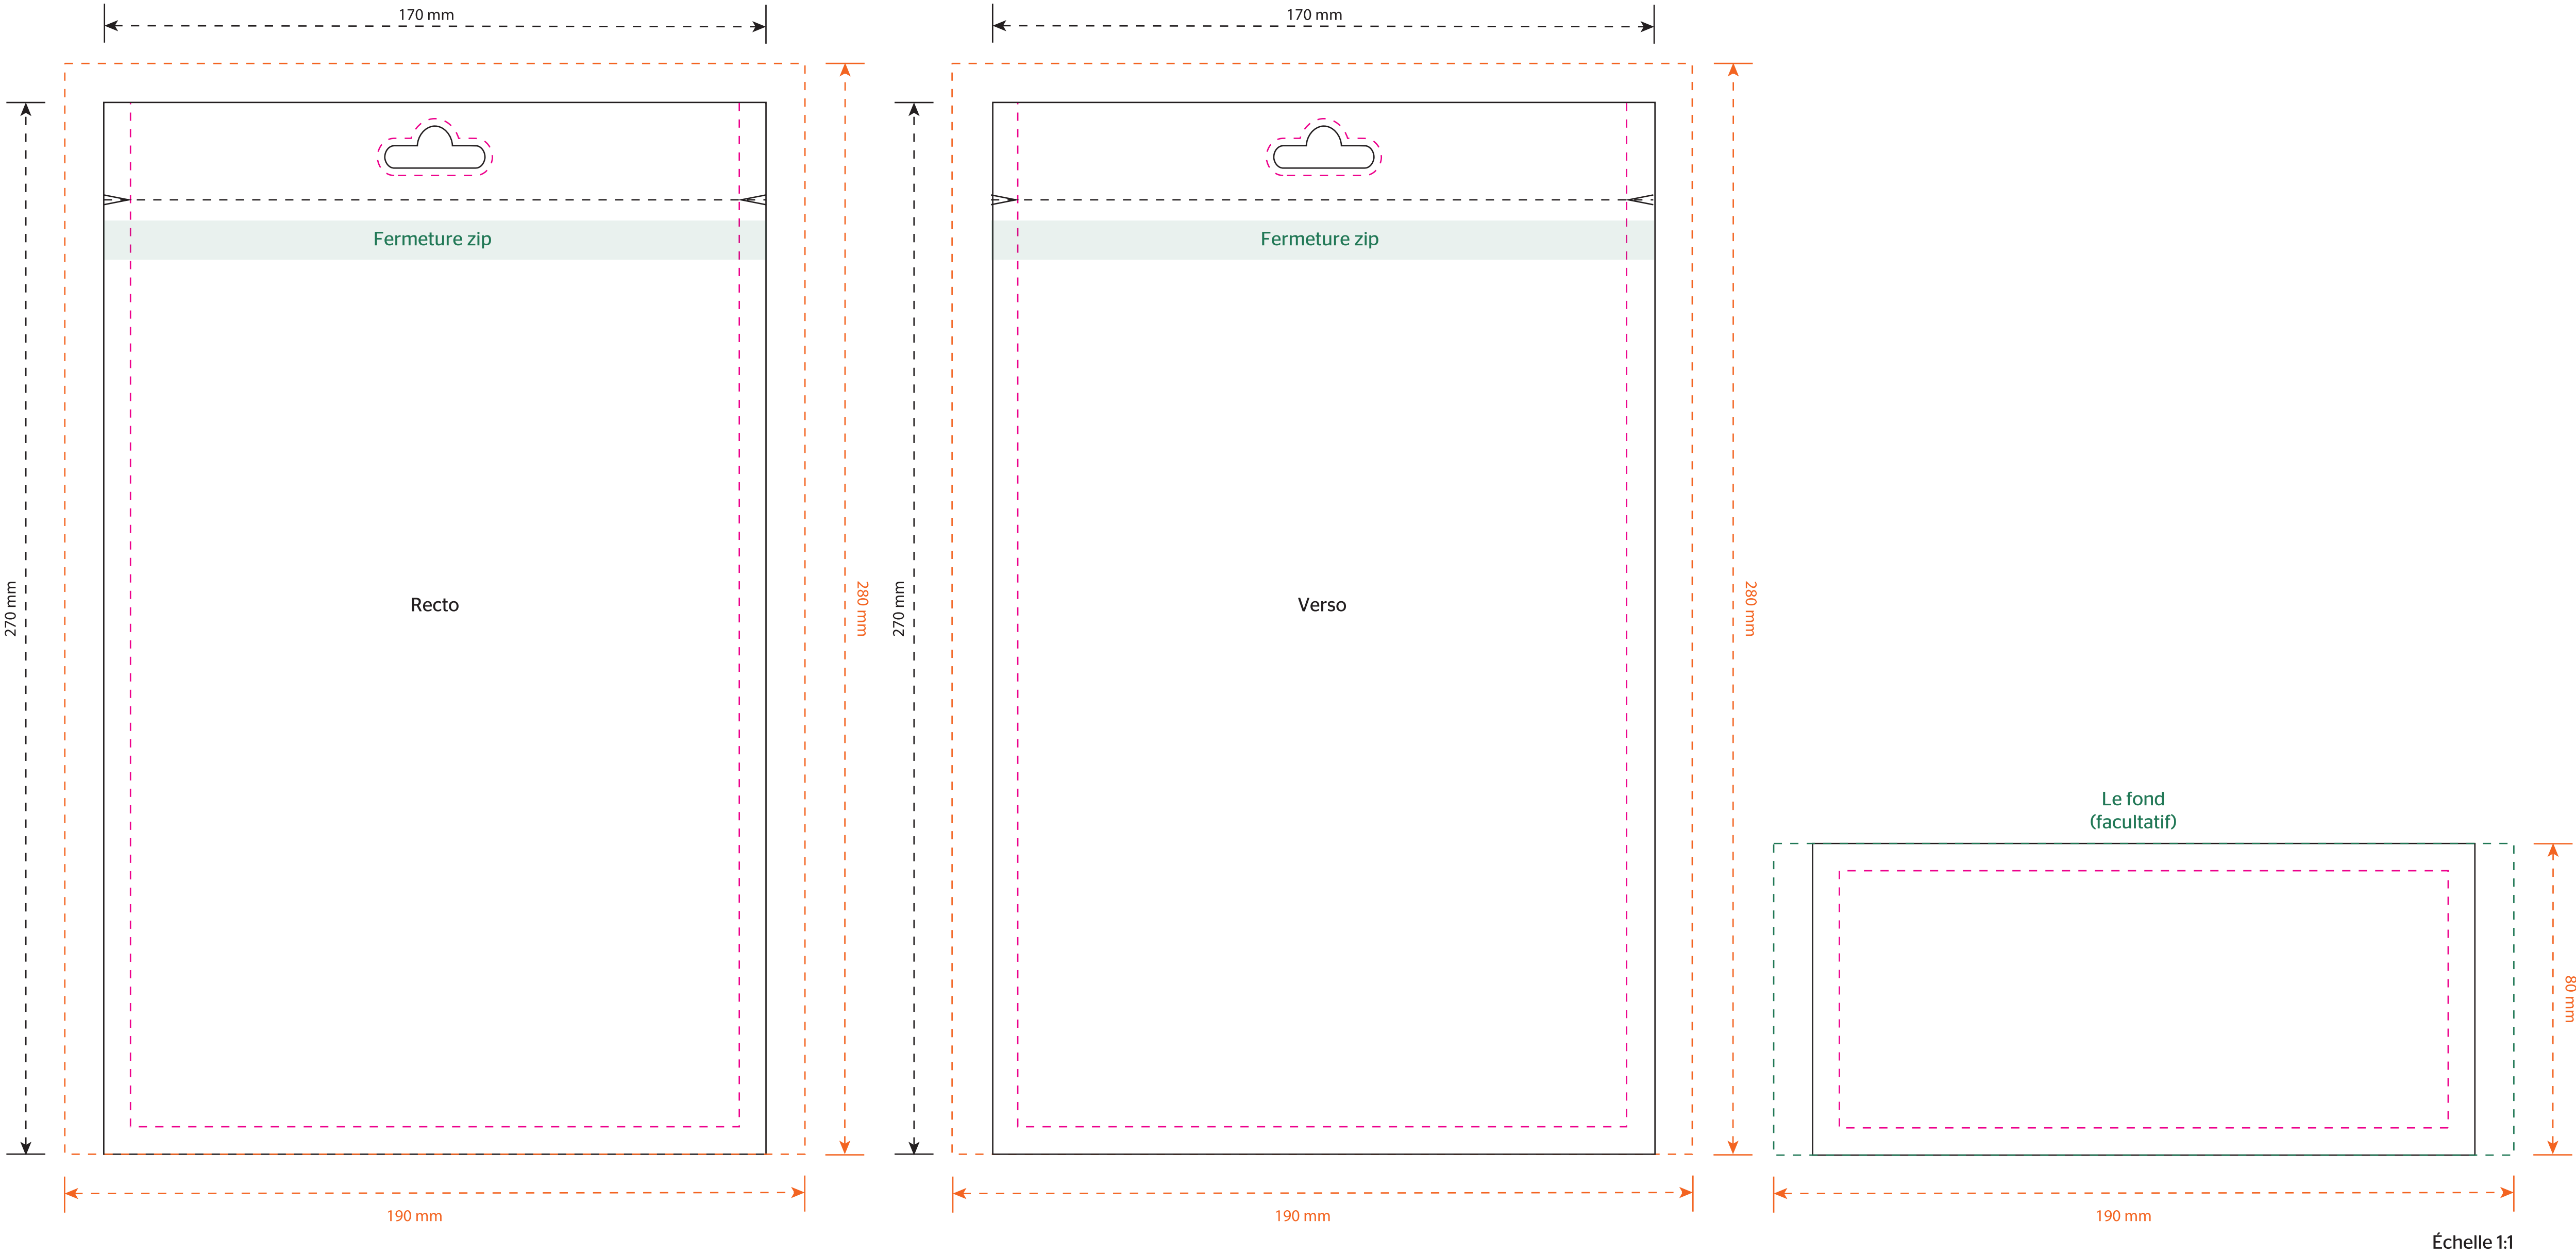 170 mm
170 mm
Fermeture zip
Fermeture zip
270 mm
Recto
280 mm
270 mm
Verso
280 mm
Le fond
(facultatif)
80 mm
190 mm
190 mm
190 mm
Échelle 1:1